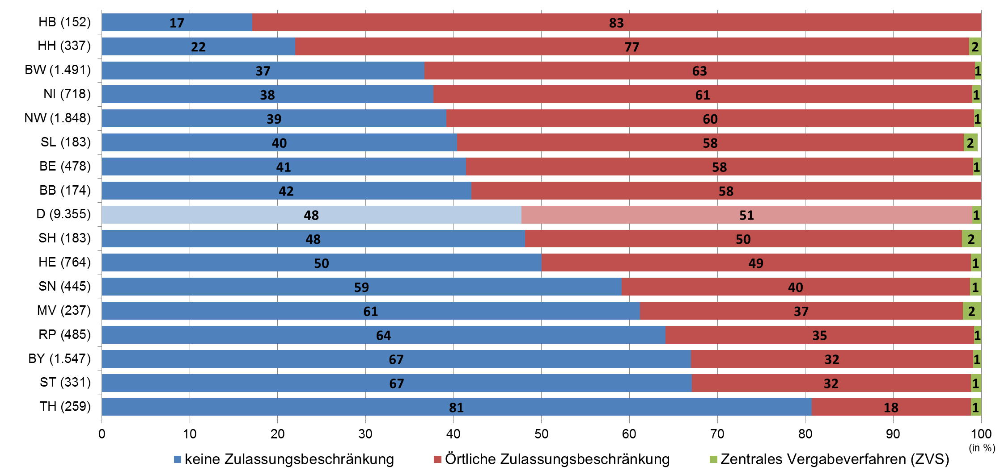 HB (152) 17 83
HH (337) 22 77 2
BW (1.491) 37 63 1
NI (718) 38 61 1
NW (1.848) 39 60 1
SL (183) 40 58 2
BE (478) 41 58 1
BB (174) 42 58
D (9.355) 48 51 1
SH (183) 48 50 2
HE (764) 50 49 1
SN (445) 59 40 1
MV (237) 61 37 2
RP (485) 64 35 1
BY (1.547) 67 32 1
ST (331) 67 32 1
TH (259) 81 18 1
0 10 20 30 40 50 60 70 80 90 100
(in %)
keine Zulassungsbeschränkung Örtliche Zulassungsbeschränkung Zentrales Vergabeverfahren (ZVS)